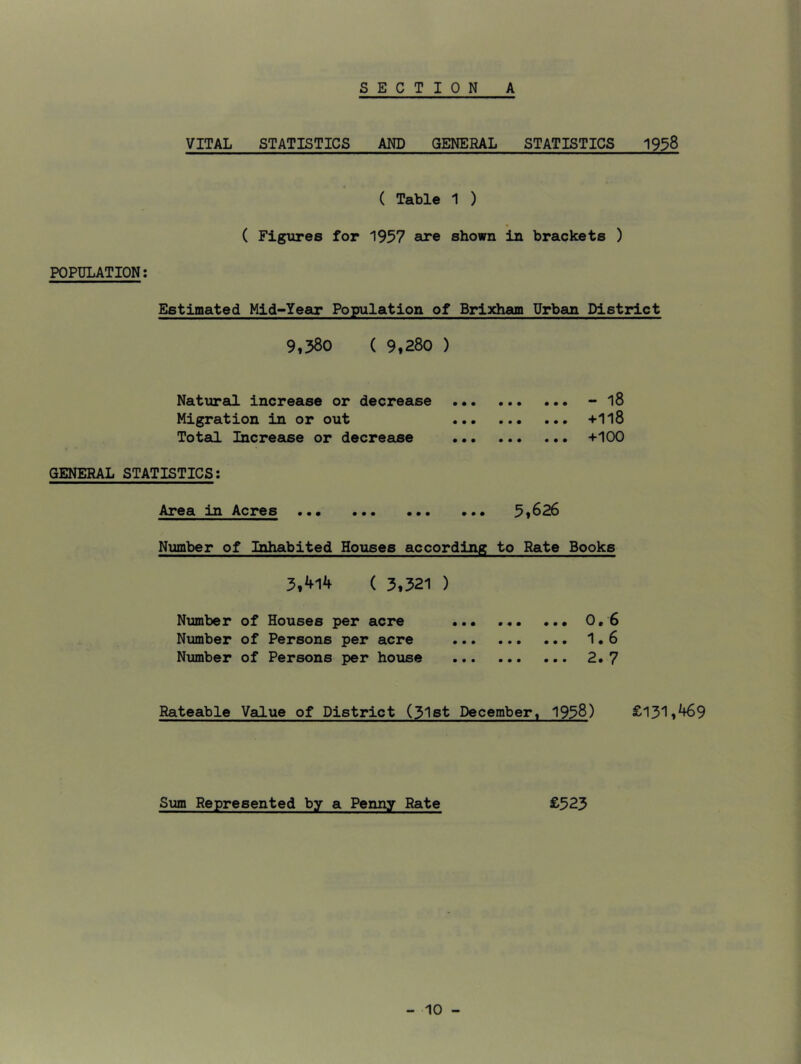 SECTION A
VITAL STATISTICS AND GENERAL STATISTICS 1958
( Table 1 )
( Figures for 1957 are shown in brackets )
POPULATION:
Estimated Mid-Year Population of Brixham Urban District
9,380 ( 9,280 )
Natural increase or decrease ... ... ... - 18
Migration in or out ... ... ... +118
Total Increase or decrease ... ... ... +100
GENERAL STATISTICS:
Area in Acres ... ... ... ... 5,626
Number of Inhabited Houses according to Rate Books
3,414 ( 3,321 )
Number of Houses per acre ... ... ... 0.6
Number of Persons per acre ... ... ... 1.6
Number of Persons per house ... ... ... 2.7
Rateable Value of District (31st December, 1958) £131,469
Sum Represented by a Penny Rate £523
- 10 -